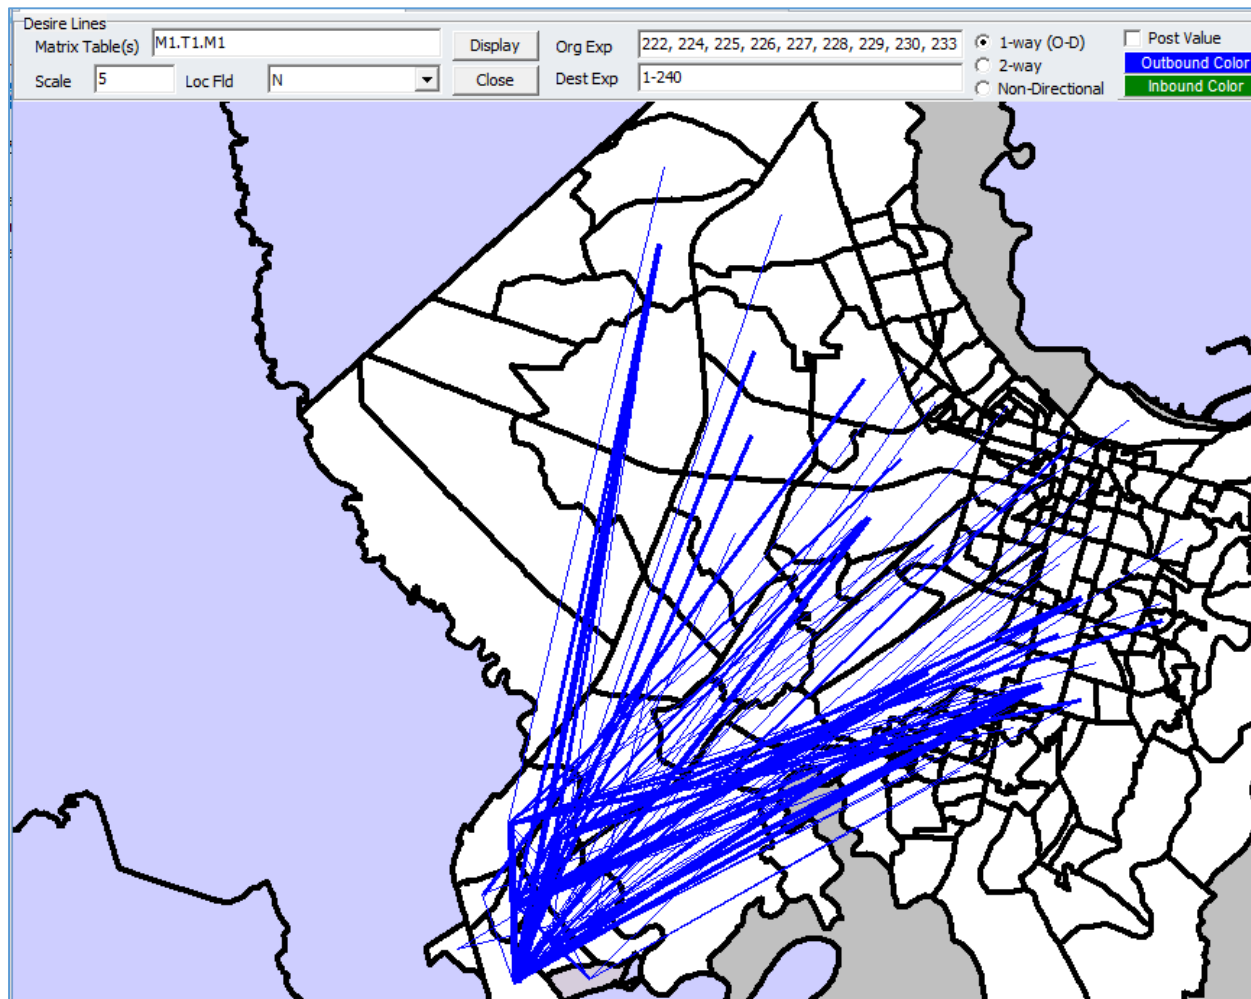 Desire Lines
Matrix Table(s) M1.T1.M1 Display Org Exp 222, 224, 225, 226, 227, 228, 229, 230, 233 1-way (O-D) Post Value
2-way Outbound Color
Scale 5 Loc Fld N Close Dest Exp 1-240 Non-Directional Inbound Color